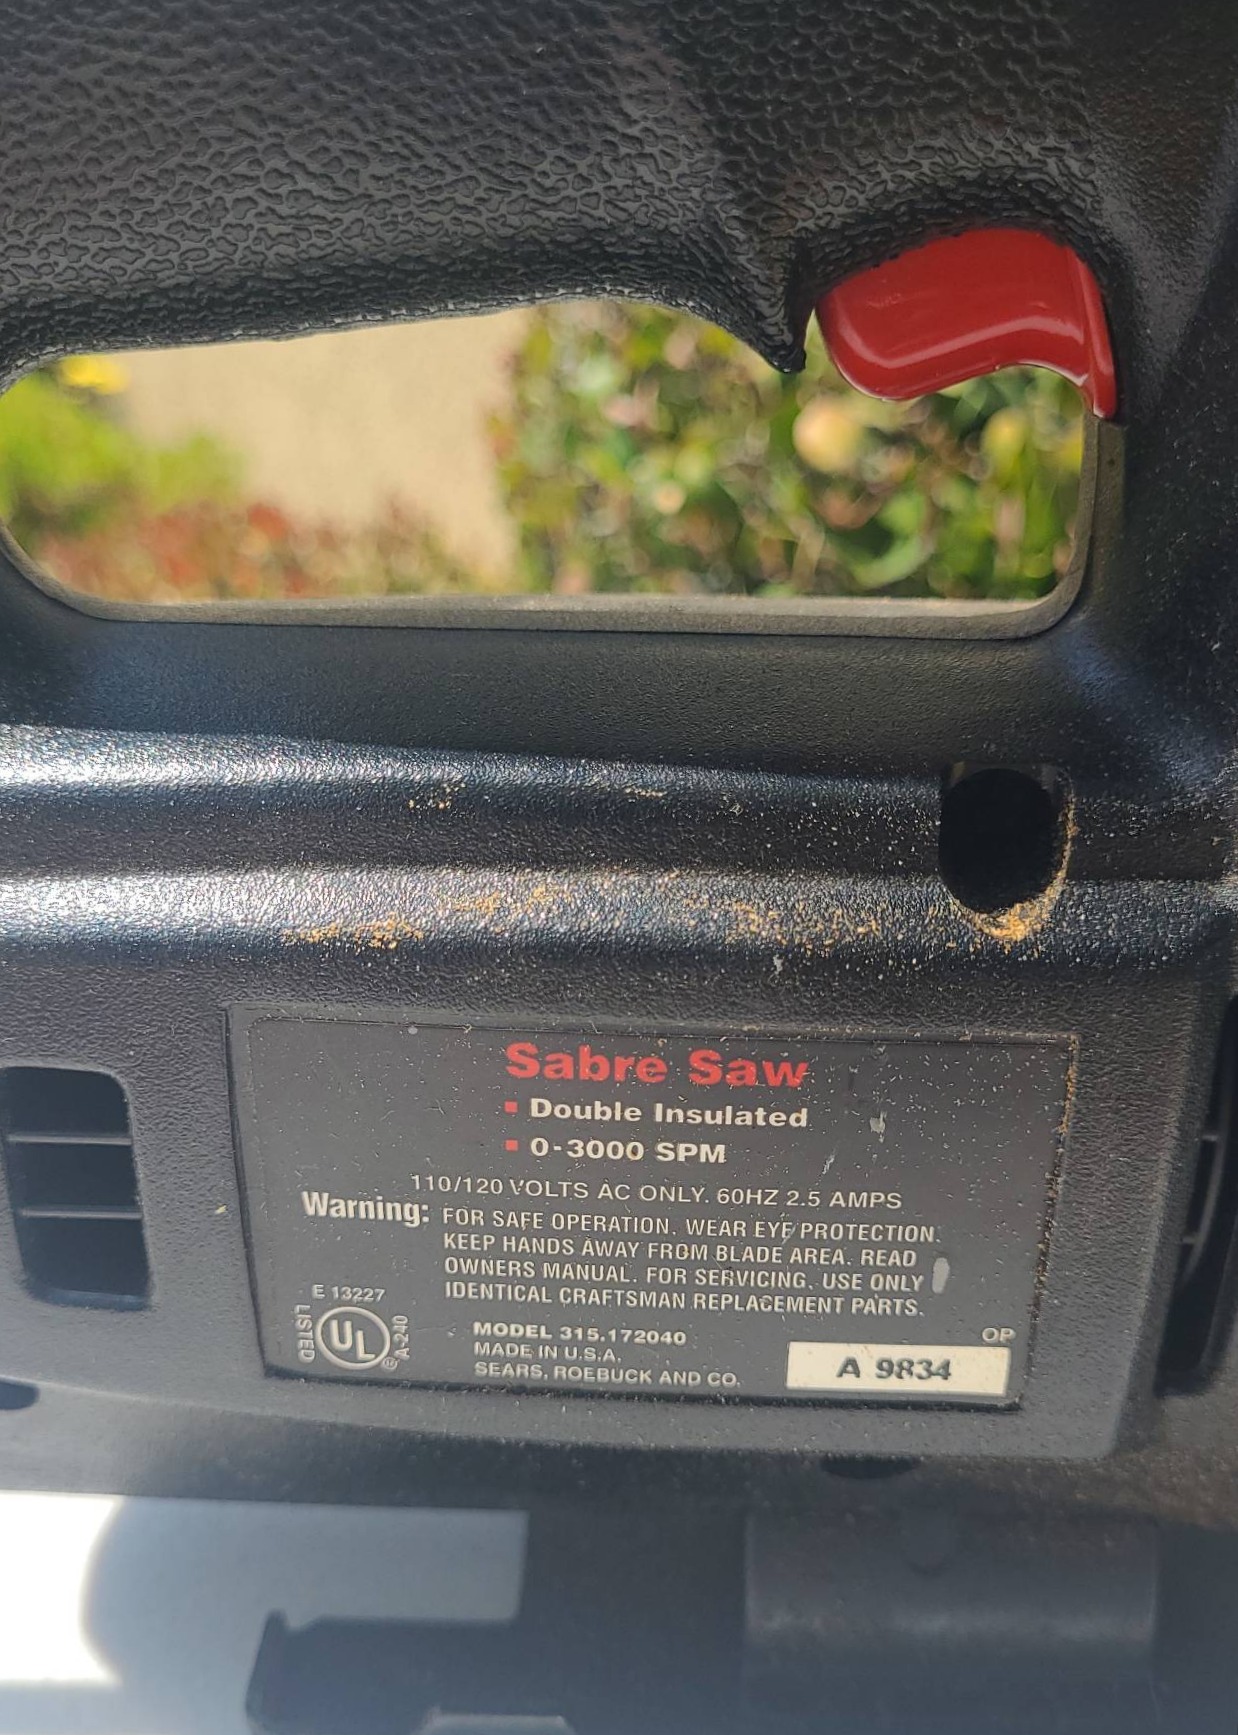 Sabre Saw
Double Insulated
0-3000 SPM
110/120 VOLTS AC ONLY. 60HZ 2.5 AMPS
Warning: FOR SAFE OPERATION, WEAR EYE PROTECTION.
KEEP HANDS AWAY FROM BLADE AREA. READ
OWNERS MANUAL. FOR SERVICING, USE ONLY
IDENTICAL CRAFTSMAN REPLACEMENT PARTS.
E 13227
LISTED
UL
®
A-240
MODEL 315.172040
MADE IN U.S.A.
SEARS, ROEBUCK AND CO.
OP
A 9834